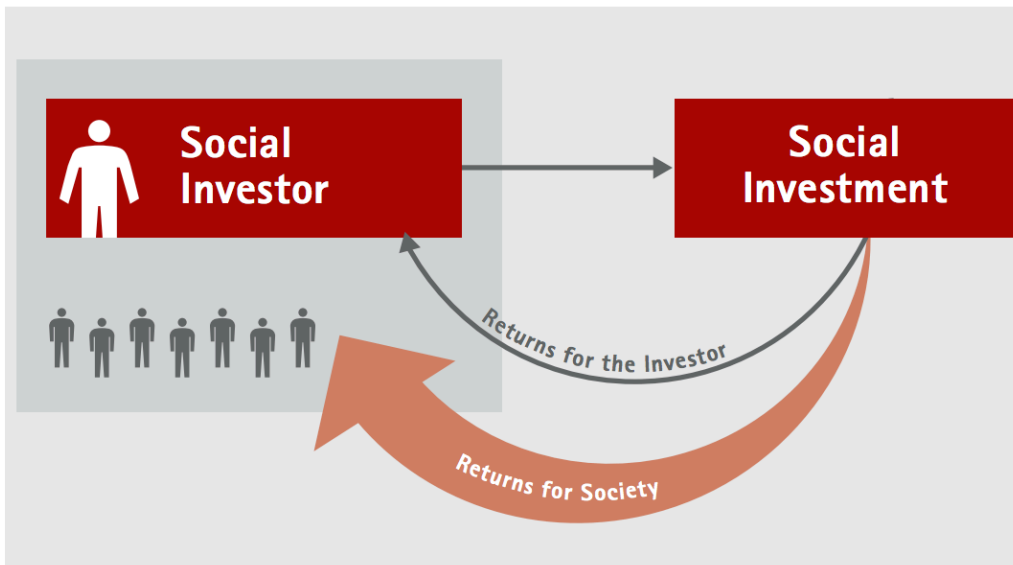 Social
Investor
Social
Investment
Returns for the Investor
Returns for Society